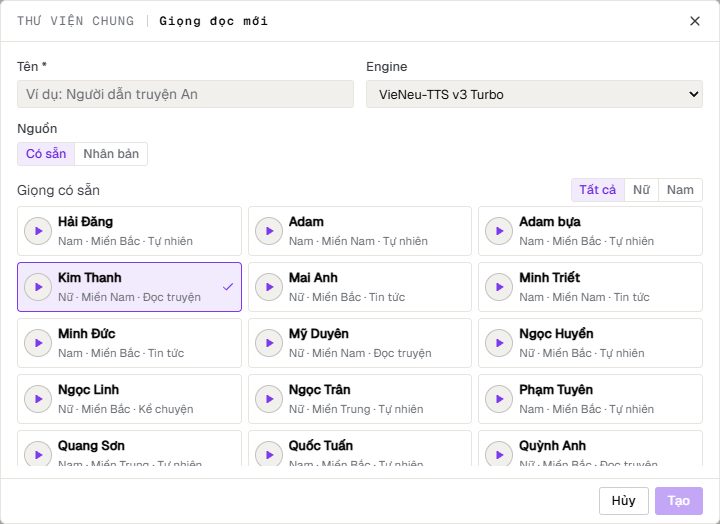 THƯ VIỆN CHUNG | Giọng đọc mới
Tên * Engine
Ví dụ: Người dẫn truyện An VieNeu-TTS v3 Turbo
Nguồn
Có sẵn Nhân bản
Giọng có sẵn Tất cả Nữ Nam
Hải Đăng Adam Adam bựa
Nam · Miền Bắc · Tự nhiên Nam · Miền Nam · Tự nhiên Nam · Miền Bắc · Tự nhiên
Kim Thanh Mai Anh Minh Triết
Nữ · Miền Nam · Đọc truyện Nữ · Miền Bắc · Tin tức Nam · Miền Nam · Tin tức
Minh Đức Mỹ Duyên Ngọc Huyền
Nam · Miền Bắc · Tin tức Nữ · Miền Nam · Đọc truyện Nữ · Miền Bắc · Tự nhiên
Ngọc Linh Ngọc Trân Phạm Tuyên
Nữ · Miền Bắc · Kể chuyện Nữ · Miền Trung · Tự nhiên Nam · Miền Bắc · Tự nhiên
Quang Sơn Quốc Tuấn Quỳnh Anh
Nam · Miền Trung · Tự nhiên Nam · Miền Bắc · Tự nhiên Nữ · Miền Bắc · Đọc truyện
Hủy Tạo